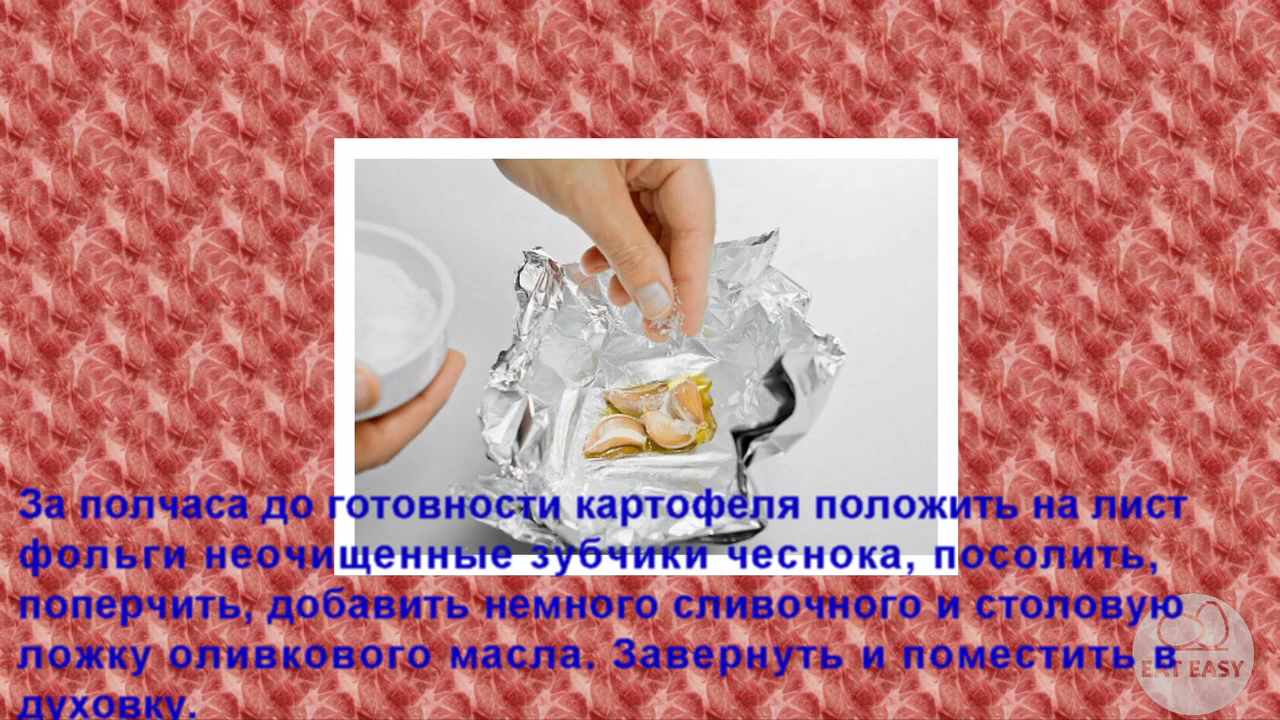 За полчаса до готовности картофеля положить на лист
фольги неочищенные зубчики чеснока, посолить,
поперчить, добавить немного сливочного и столовую
ложку оливкового масла. Завернуть и поместить в
духовку.
EAT EASY